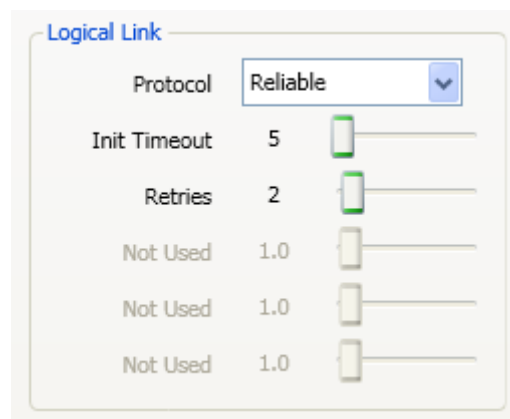 Logical Link
Protocol Reliable
Init Timeout 5
Retries 2
Not Used 1.0
Not Used 1.0
Not Used 1.0